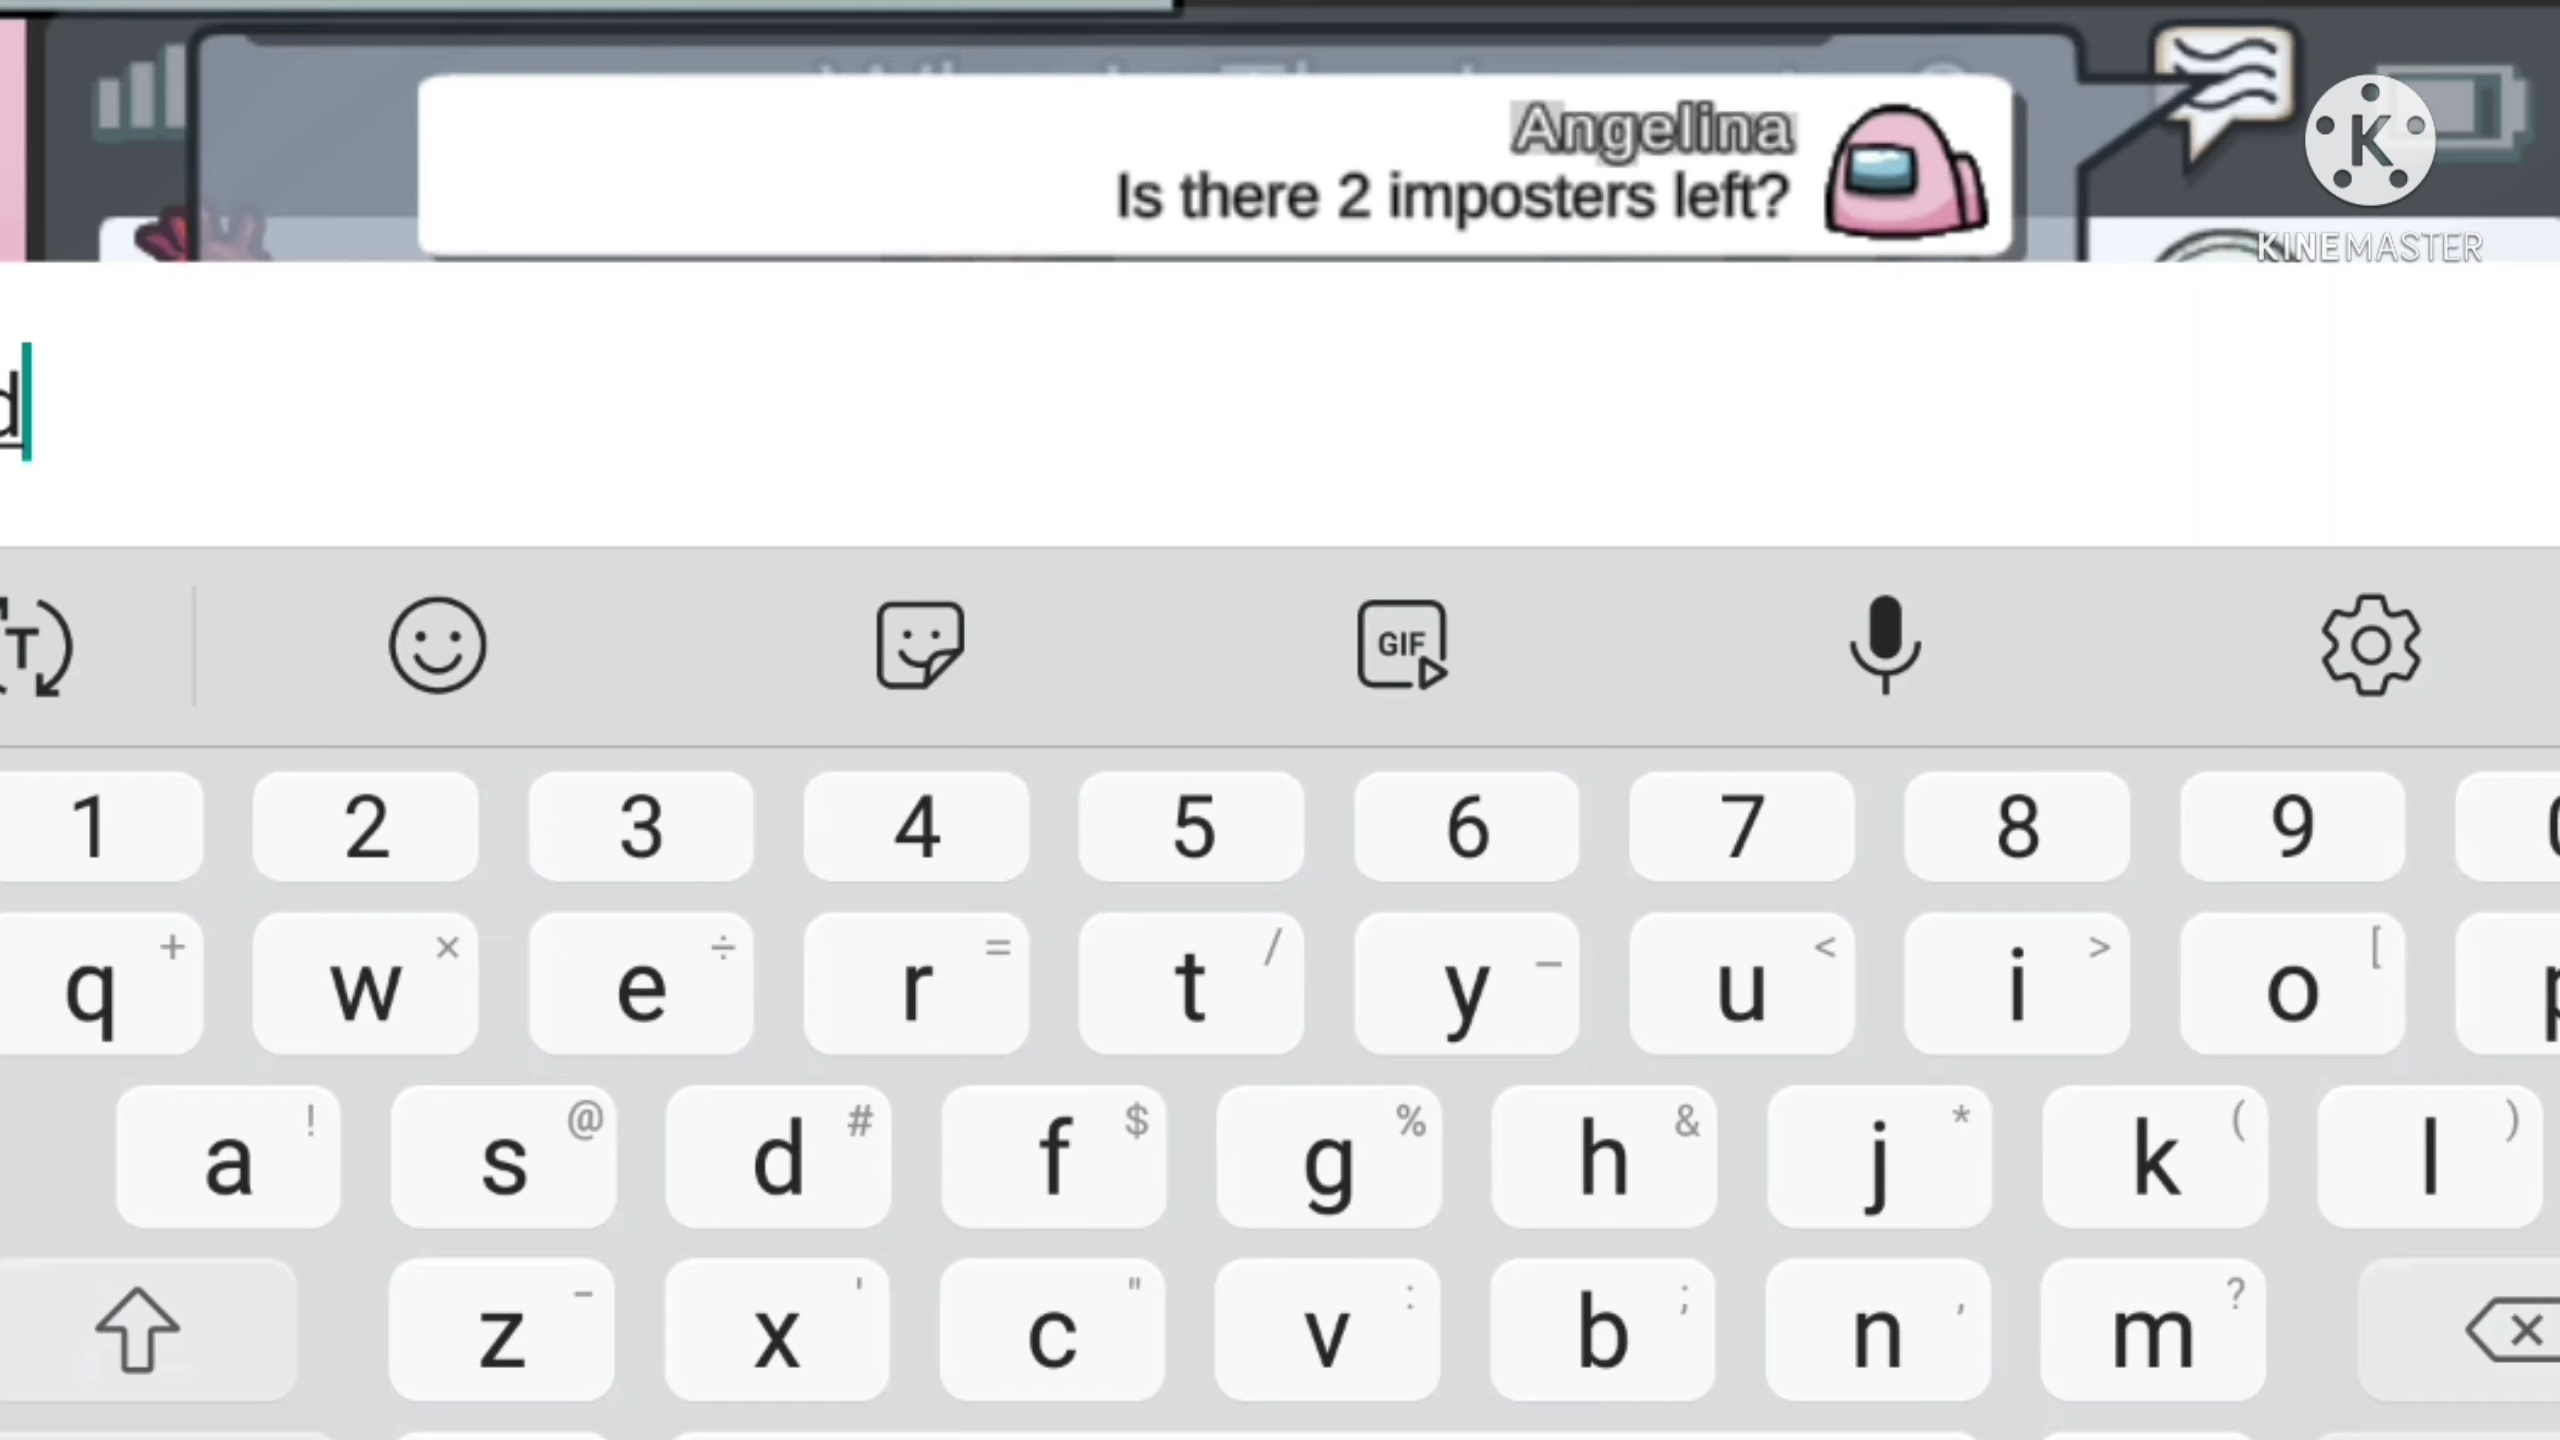 Angelina
Is there 2 imposters left?
K
KINEMASTER
d
T
GIF
1 2 3 4 5 6 7 8 9
q + w × e ÷ r = t / y _ u < i > o [ p
a ! s @ d # f $ g % h & j * k ( l )
z - x ' c " v : b ; n , m ?